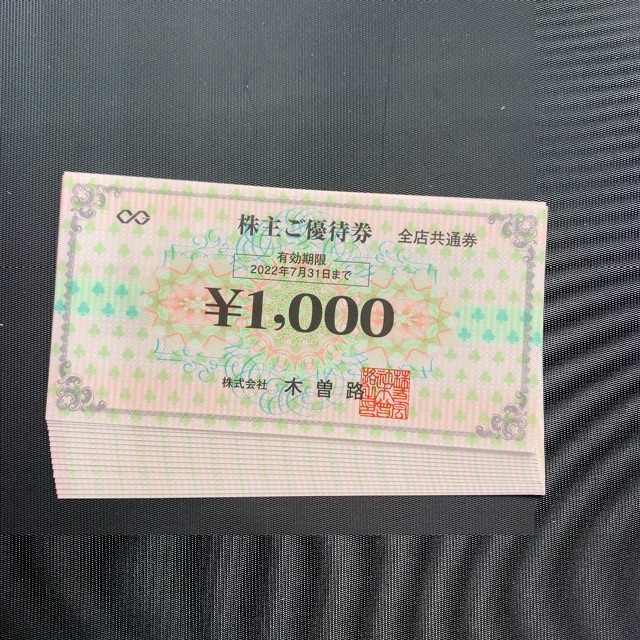 株主ご優待券 全店共通券
有効期限
2022年7月31日まで
¥1,000
株式会社 木曽路